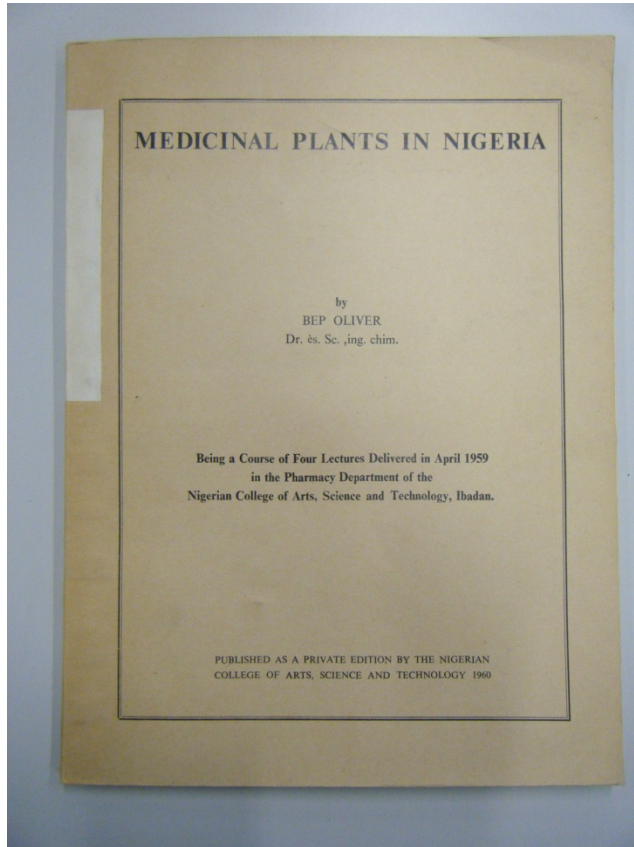 MEDICINAL PLANTS IN NIGERIA
by
BEP OLIVER
Dr. ès. Sc. ,ing. chim.
Being a Course of Four Lectures Delivered in April 1959
in the Pharmacy Department of the
Nigerian College of Arts, Science and Technology, Ibadan.
PUBLISHED AS A PRIVATE EDITION BY THE NIGERIAN
COLLEGE OF ARTS, SCIENCE AND TECHNOLOGY 1960